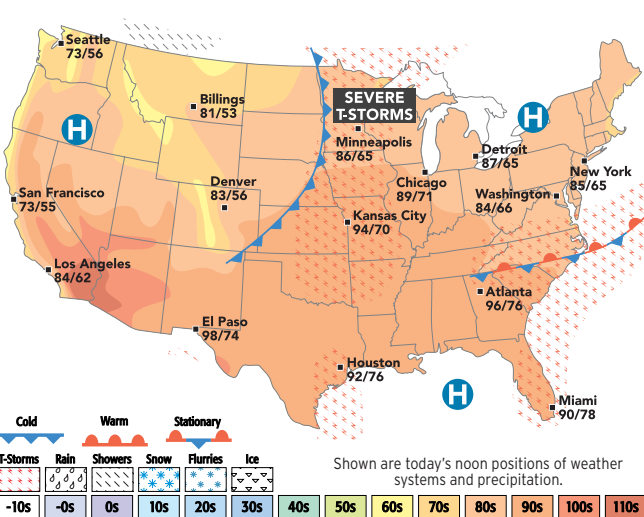 Seattle
73/56
Billings
81/53
SEVERE
T-STORMS
H
H
Minneapolis
86/65
Detroit
87/65
New York
85/65
Chicago
89/71
Washington
84/66
San Francisco
73/55
Denver
83/56
Kansas City
94/70
Los Angeles
84/62
Atlanta
96/76
El Paso
98/74
Houston
92/76
H
Miami
90/78
Cold
Warm
Stationary
T-Storms
Rain
Showers
Snow
Flurries
Ice
Shown are today's noon positions of weather
systems and precipitation.
-10s
-0s
0s
10s
20s
30s
40s
50s
60s
70s
80s
90s
100s
110s